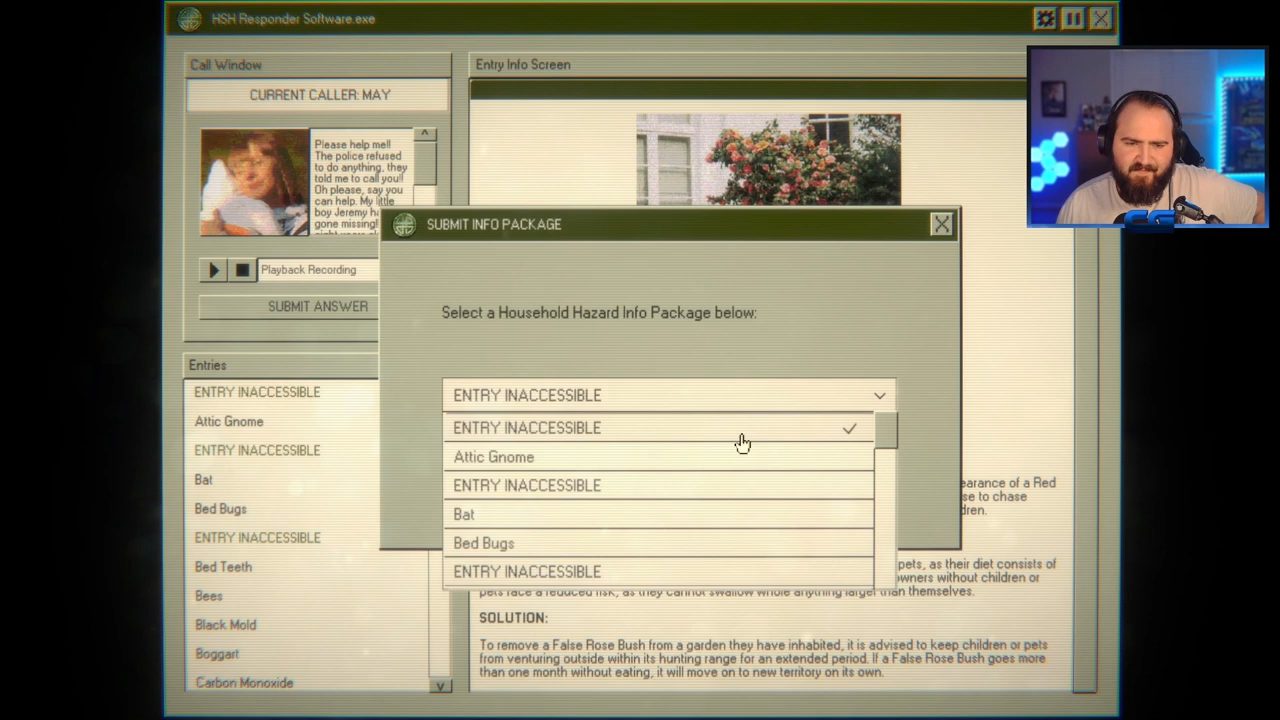 HSH Responder Software.exe
Call Window
CURRENT CALLER: MAY
Please help me!!
The police refused
to do anything, they
told me to call you!!
Oh please, say you
can help. My little
boy Jeremy
gone missing!
Playback Recording
SUBMIT ANSWER
Entries
ENTRY INACCESSIBLE
Attic Gnome
ENTRY INACCESSIBLE
Bat
Bed Bugs
ENTRY INACCESSIBLE
Bed Teeth
Bees
Black Mold
Boggart
Carbon Monoxide
Entry Info Screen
SUBMIT INFO PACKAGE
Select a Household Hazard Info Package below:
ENTRY INACCESSIBLE
ENTRY INACCESSIBLE
Attic Gnome
ENTRY INACCESSIBLE
Bat
Bed Bugs
ENTRY INACCESSIBLE
earance of a Red
se to chase
dren.
pets, as their diet consists of
owners without children or
pets face a reduced risk, as they cannot swallow whole anything larger than themselves.
SOLUTION:
To remove a False Rose Bush from a garden they have inhabited, it is advised to keep children or pets
from venturing outside within its hunting range for an extended period. If a False Rose Bush goes more
than one month without eating, it will move on to new territory on its own.